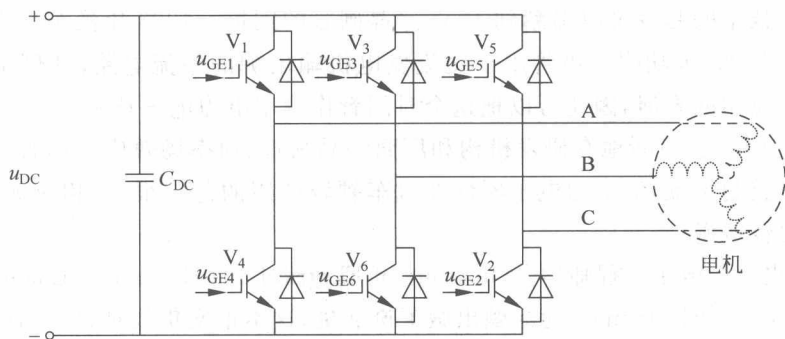 +
V1
V3
V5
uGE1
uGE3
uGE5
A
uDC
CDC
B
C
电机
V4
V6
V2
uGE4
uGE6
uGE2
−